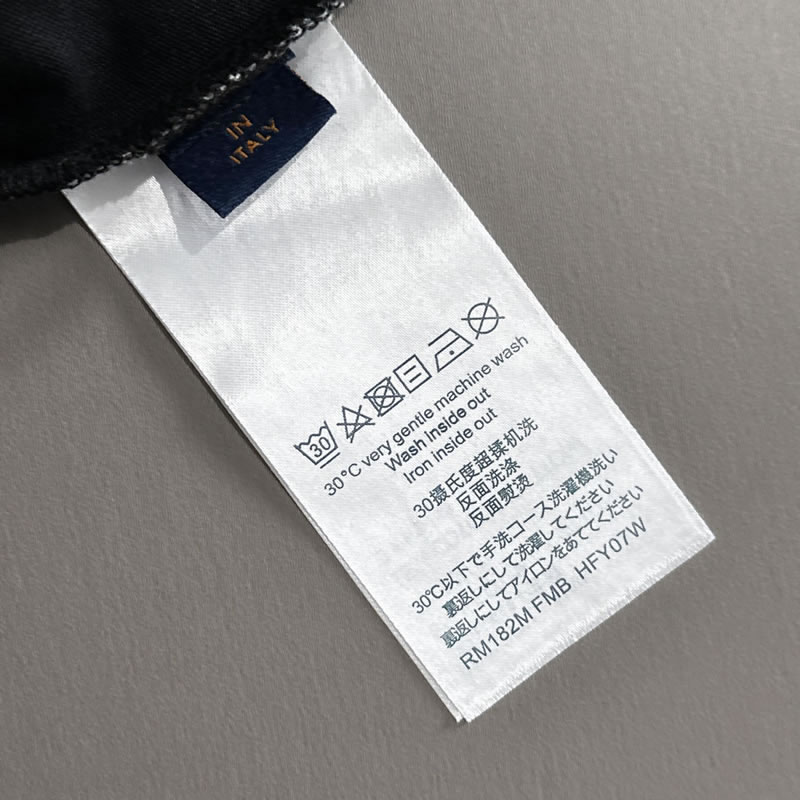 IN
ITALY
30
30°C very gentle machine wash
Wash inside out
Iron inside out
30摄氏度超揉机洗
反面洗涤
反面熨烫
30℃以下で手洗コース洗濯機洗い
裏返しにして洗濯してください
裏返しにしてアイロンをあててください
RM182M FMB HFY07W